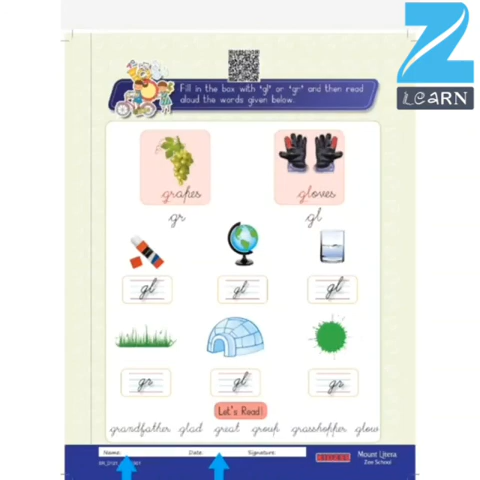 LEARN
Fill in the box with 'gl' or 'gr' and then read
aloud the words given below.
grapes
gloves
gr
gl
gl
gl
gl
gr
gl
gr
Let's Read!
grandfather glad great group grasshopper glow
Name: Date Signature:
Mount Litera
Zee School